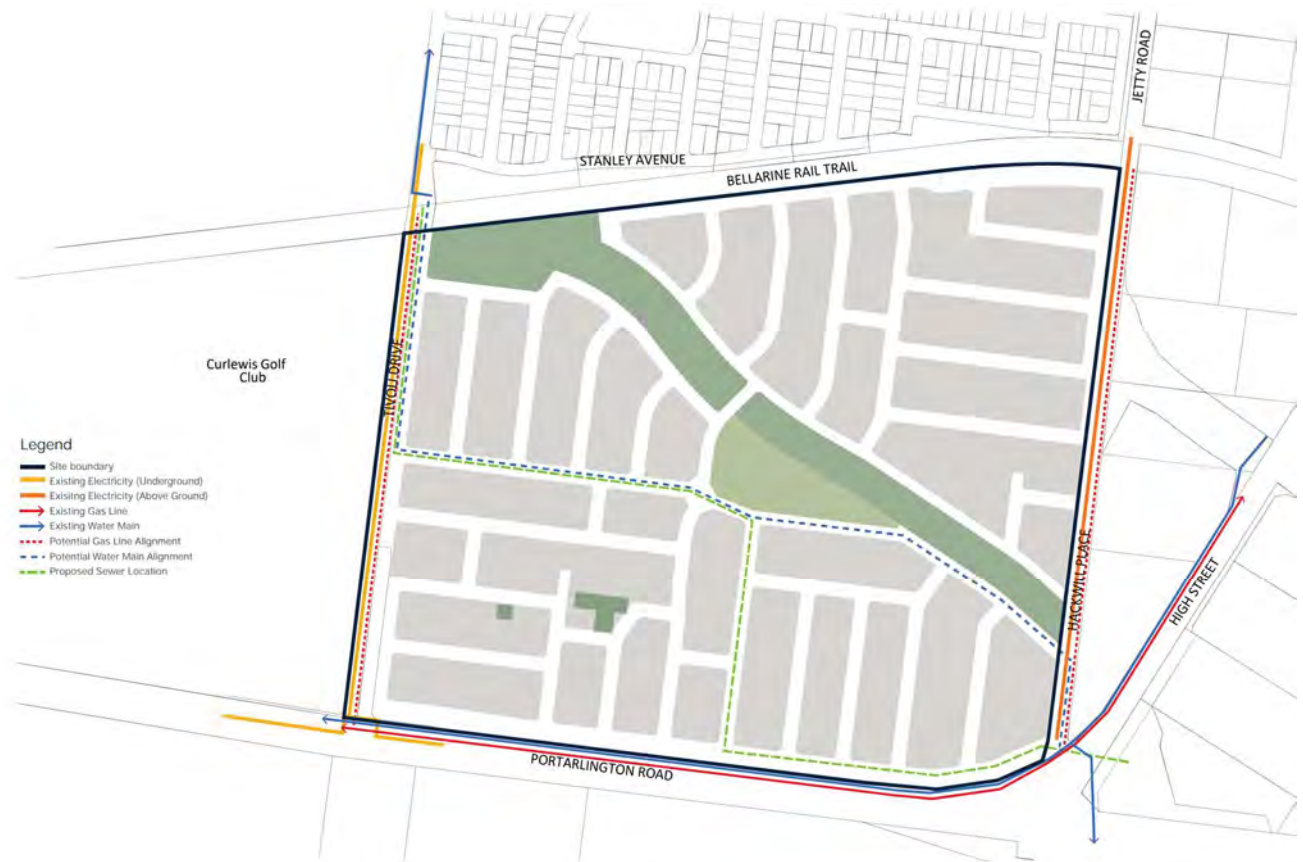 JETTY ROAD
STANLEY AVENUE
BELLARINE RAIL TRAIL
Curlewis Golf
Club
TIVOLI DRIVE
Legend
Site boundary
Existing Electricity (Underground)
Existing Electricity (Above Ground)
Existing Gas Line
Existing Water Main
Potential Gas Line Alignment
Potential Water Main Alignment
Proposed Sewer Location
HACKWILL PLACE
HIGH STREET
PORTARLINGTON ROAD